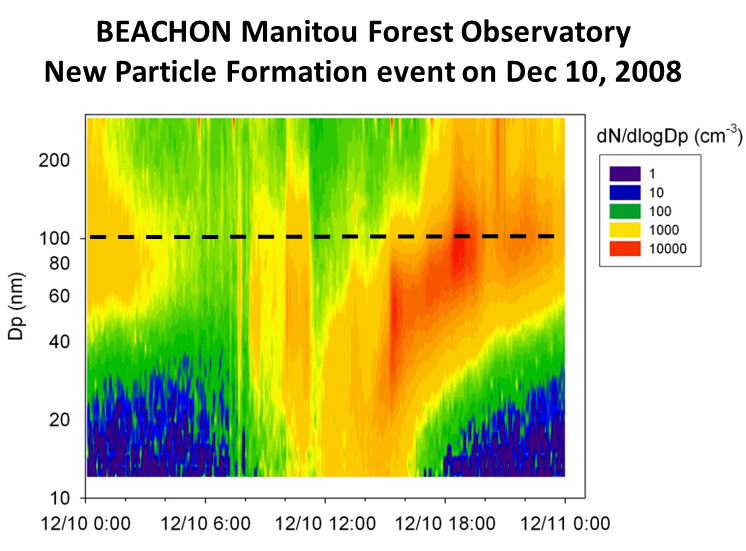 BEACHON Manitou Forest Observatory
New Particle Formation event on Dec 10, 2008
dN/dlogDp (cm-3)
1
10
100
1000
10000
Dp (nm)
200
100
80
60
40
20
10
12/10 0:00 12/10 6:00 12/10 12:00 12/10 18:00 12/11 0:00